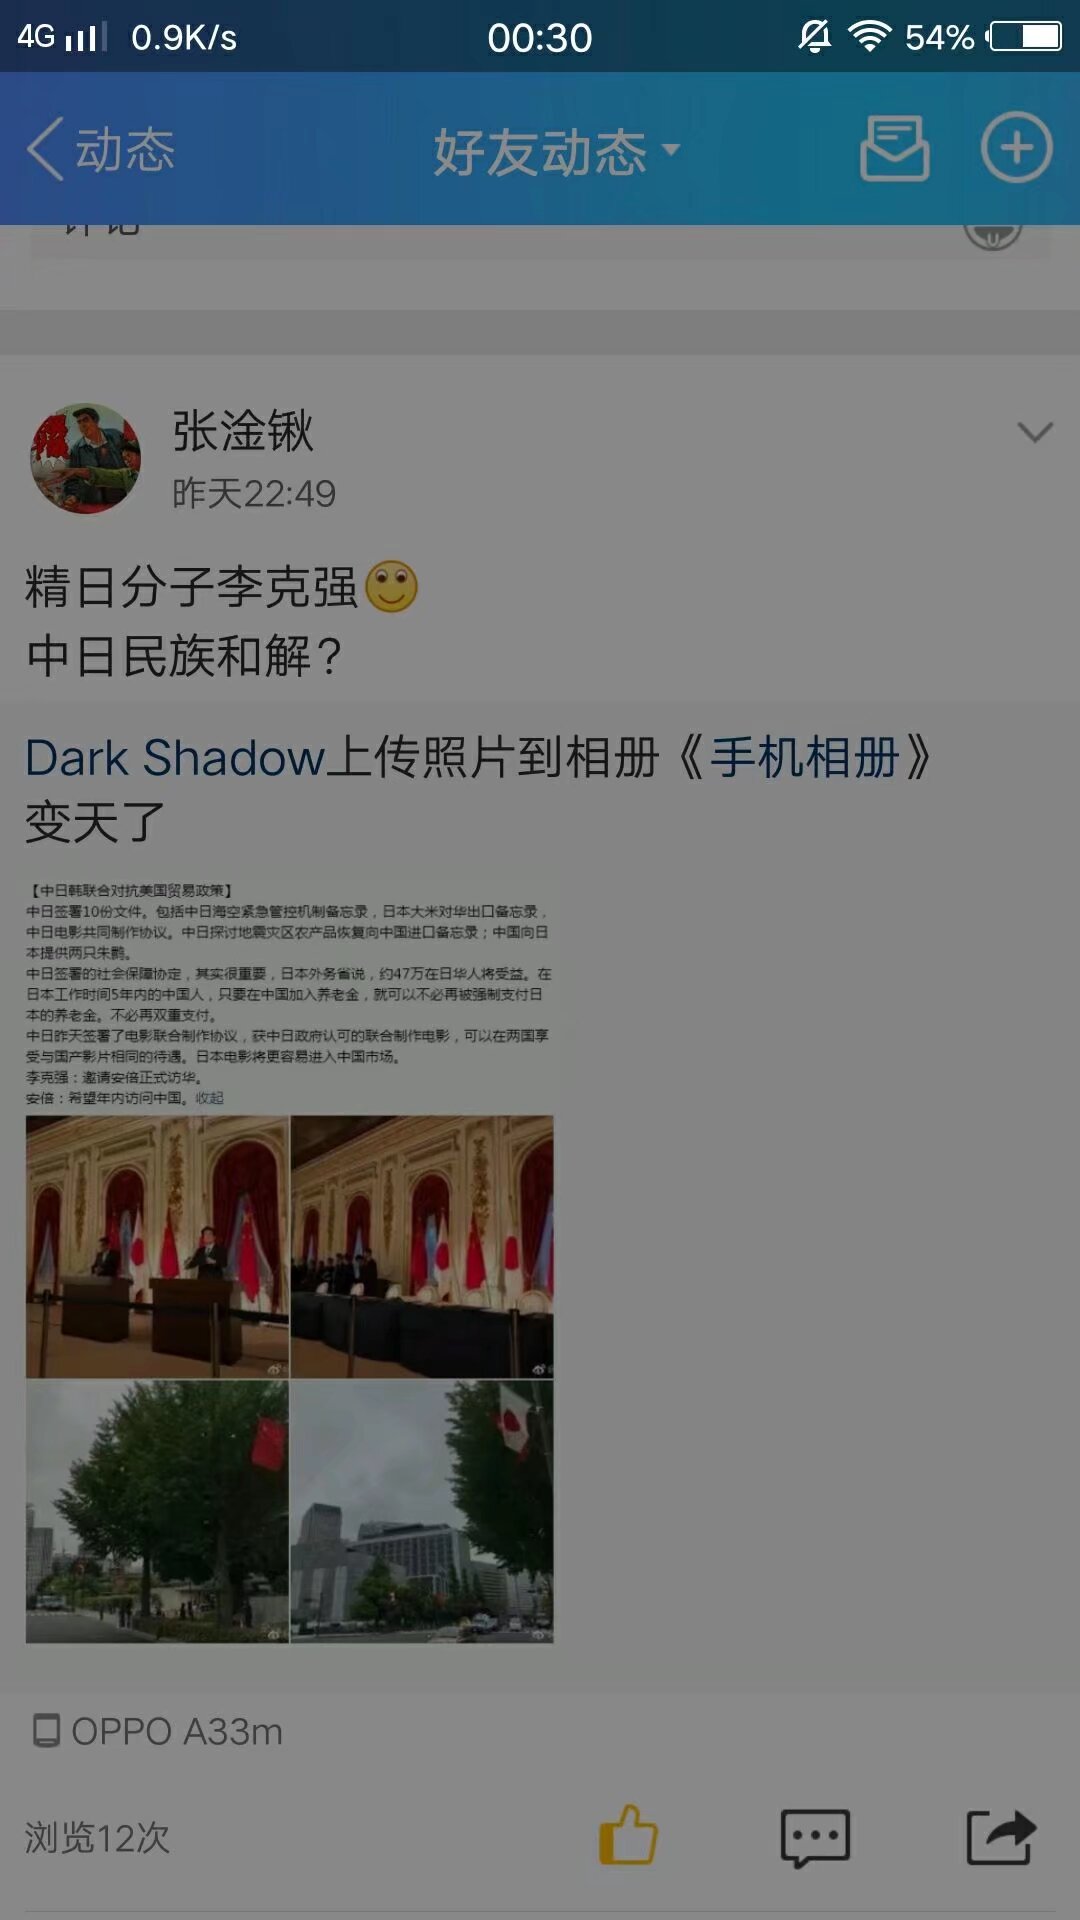 4G 0.9K/s 00:30 54%
动态 好友动态
评论
张淦锹
昨天22:49
精日分子李克强
中日民族和解？
Dark Shadow上传照片到相册《手机相册》
变天了
【中日韩联合对抗美国贸易政策】
中日签署10份文件。包括中日海空紧急管控机制备忘录，日本大米对华出口备忘录，
中日电影共同制作协议。中日探讨地震灾区农产品恢复向中国进口备忘录；中国向日
本提供两只朱鹮。
中日签署的社会保障协定，其实很重要，日本外务省说，约47万在日华人将受益。在
日本工作时间5年内的中国人，只要在中国加入养老金，就可以不必再被强制支付日
本的养老金。不必再双重支付。
中日昨天签署了电影联合制作协议，获中日政府认可的联合制作电影，可以在两国享
受与国产影片相同的待遇。日本电影将更容易进入中国市场。
李克强：邀请安倍正式访华。
安倍：希望年内访问中国。收起
OPPO A33m
浏览12次